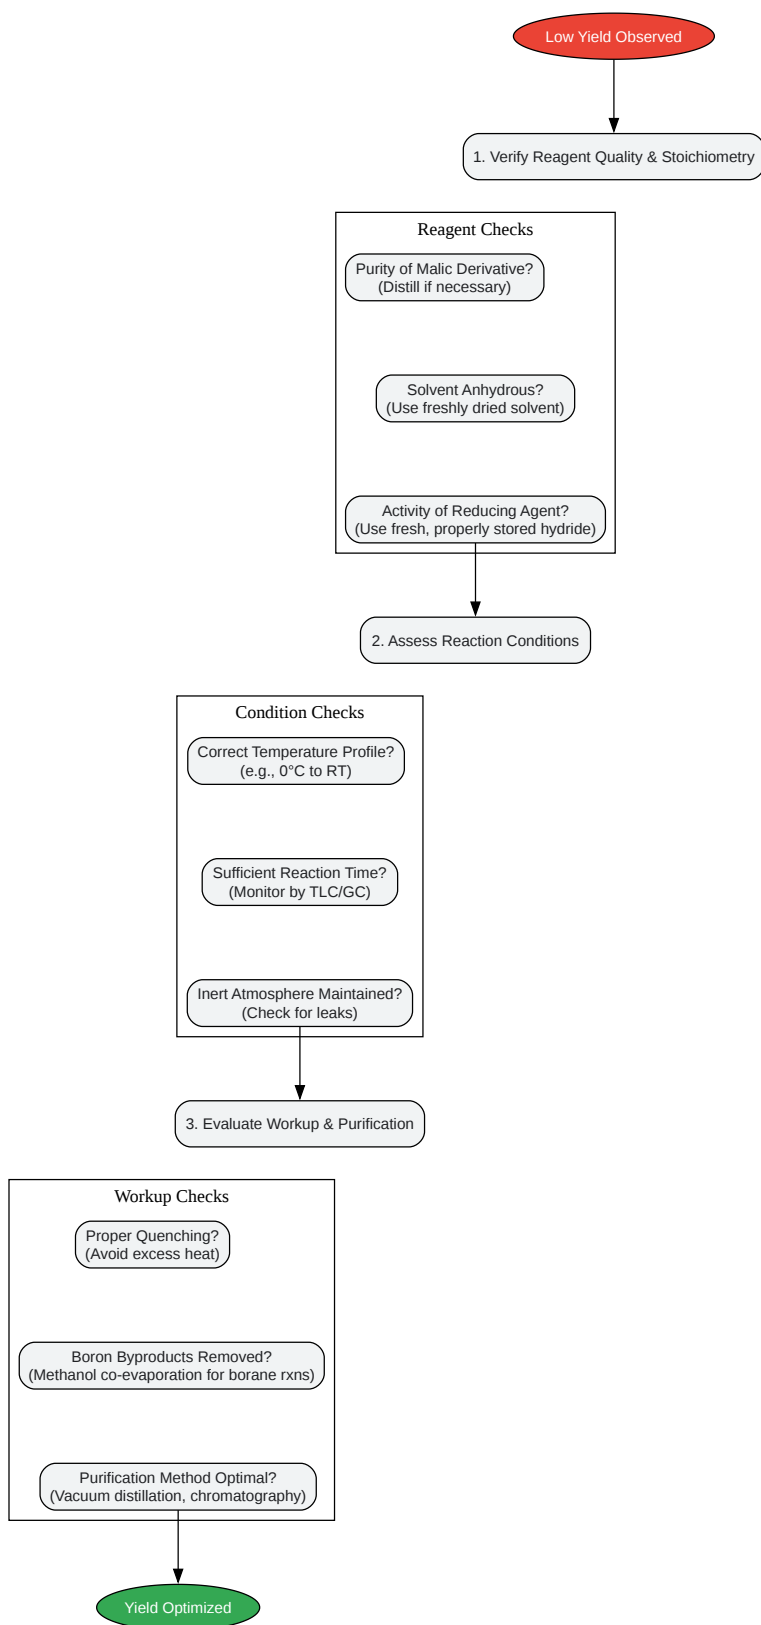 Low Yield Observed
1. Verify Reagent Quality & Stoichiometry
Reagent Checks
Purity of Malic Derivative?
(Distill if necessary)
Solvent Anhydrous?
(Use freshly dried solvent)
Activity of Reducing Agent?
(Use fresh, properly stored hydride)
2. Assess Reaction Conditions
Condition Checks
Correct Temperature Profile?
(e.g., 0°C to RT)
Sufficient Reaction Time?
(Monitor by TLC/GC)
Inert Atmosphere Maintained?
(Check for leaks)
3. Evaluate Workup & Purification
Workup Checks
Proper Quenching?
(Avoid excess heat)
Boron Byproducts Removed?
(Methanol co-evaporation for borane rxns)
Purification Method Optimal?
(Vacuum distillation, chromatography)
Yield Optimized